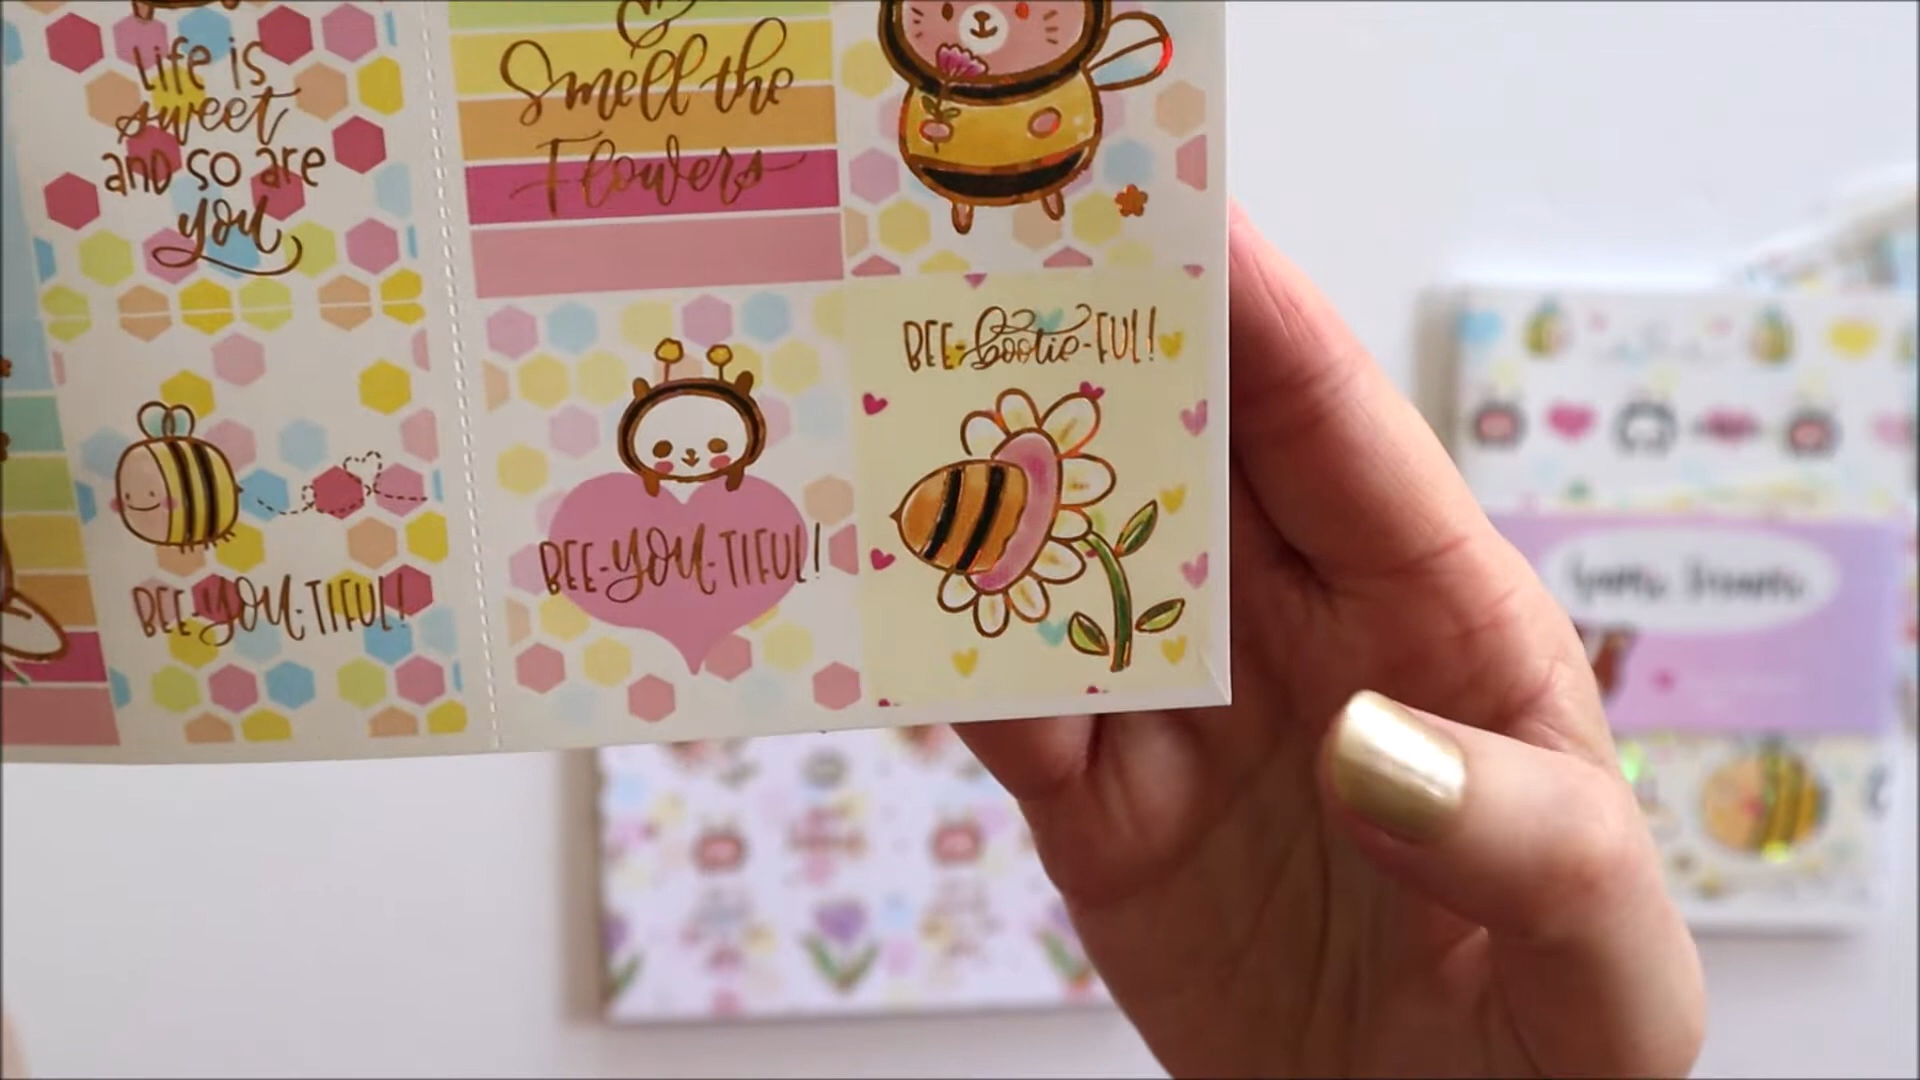 Life is
sweet
and so are
you
Smell the
Flowers
BEE-YOU-TIFUL!
BEE-YOU-TIFUL!
BEE-bootie-FUL!